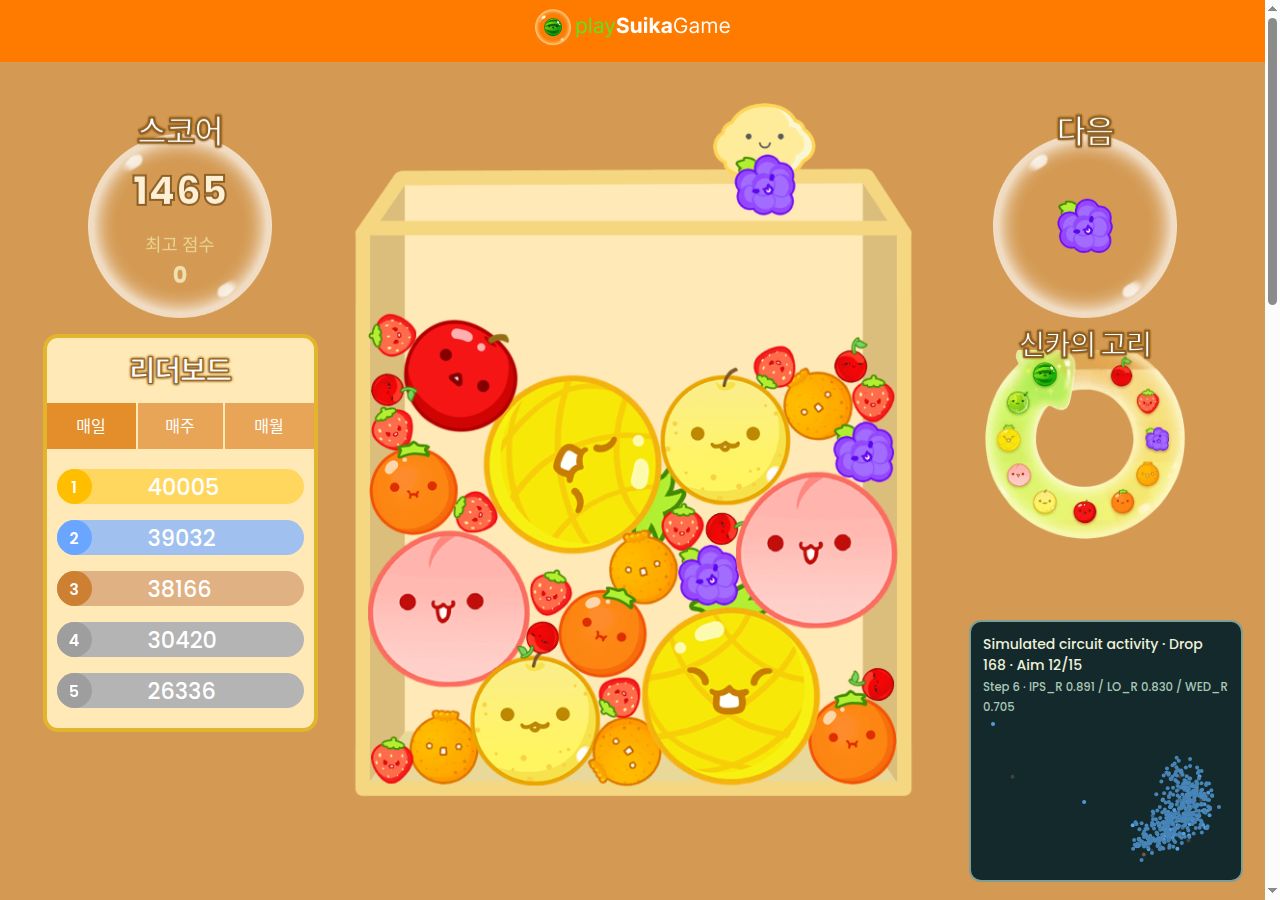 playSuikaGame
스코어
1465
최고 점수
0
다음
신카의 고리
리더보드
매일
매주
매월
1
40005
2
39032
3
38166
4
30420
5
26336
Simulated circuit activity · Drop
168 · Aim 12/15
Step 6 · IPS_R 0.891 / LO_R 0.830 / WED_R
0.705